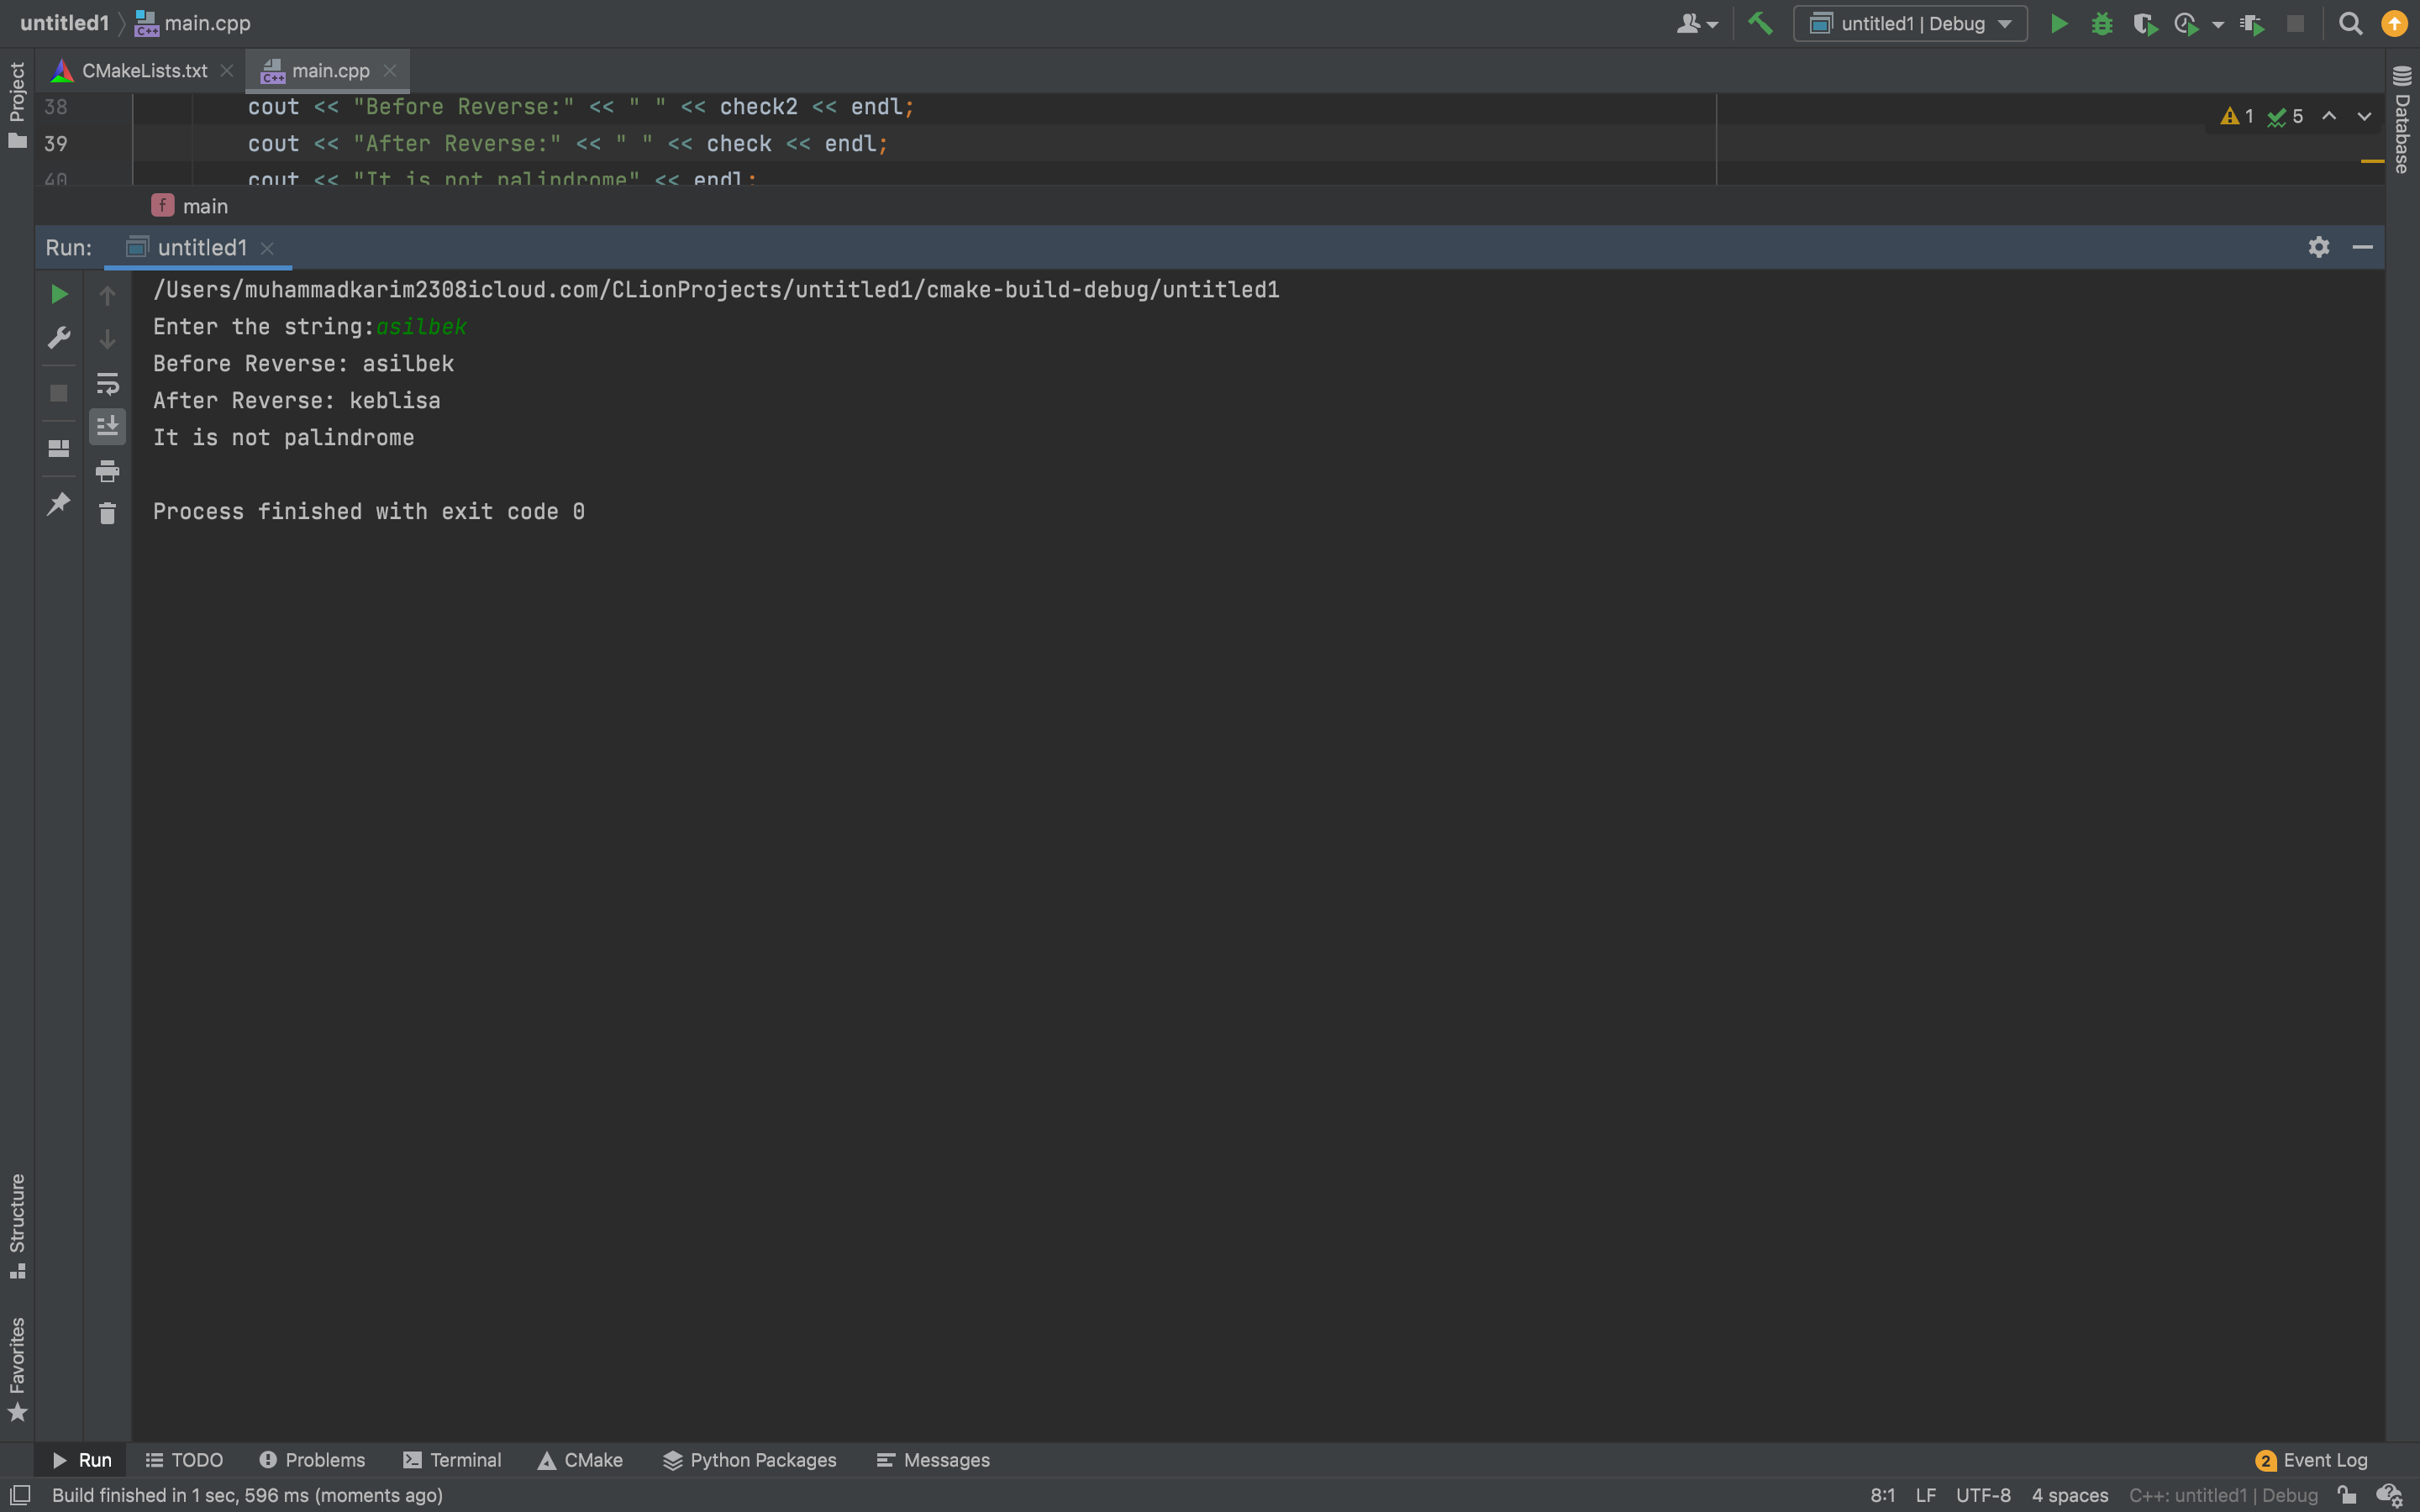 untitled1 main.cpp
untitled1 | Debug
Project
CMakeLists.txt
main.cpp
38 cout << "Before Reverse:" << " " << check2 << endl;
39 cout << "After Reverse:" << " " << check << endl;
40 cout << "It is not palindrome" << endl;
1 5
Database
f main
Run: untitled1
/Users/muhammadkarim2308icloud.com/CLionProjects/untitled1/cmake-build-debug/untitled1
Enter the string:asilbek
Before Reverse: asilbek
After Reverse: keblisa
It is not palindrome
Process finished with exit code 0
Structure
Favorites
Run TODO Problems Terminal CMake Python Packages Messages 2 Event Log
Build finished in 1 sec, 596 ms (moments ago) 8:1 LF UTF-8 4 spaces C++: untitled1 | Debug